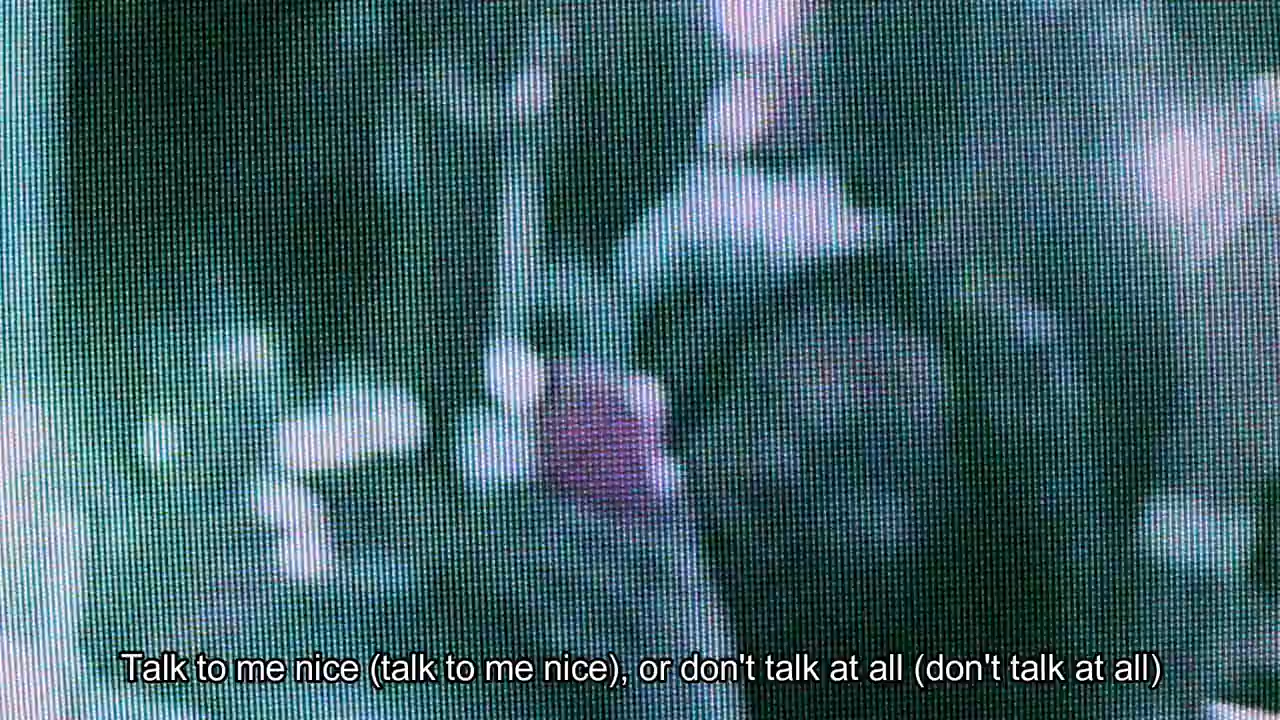 Talk to me nice (talk to me nice), or don't talk at all (don't talk at all)